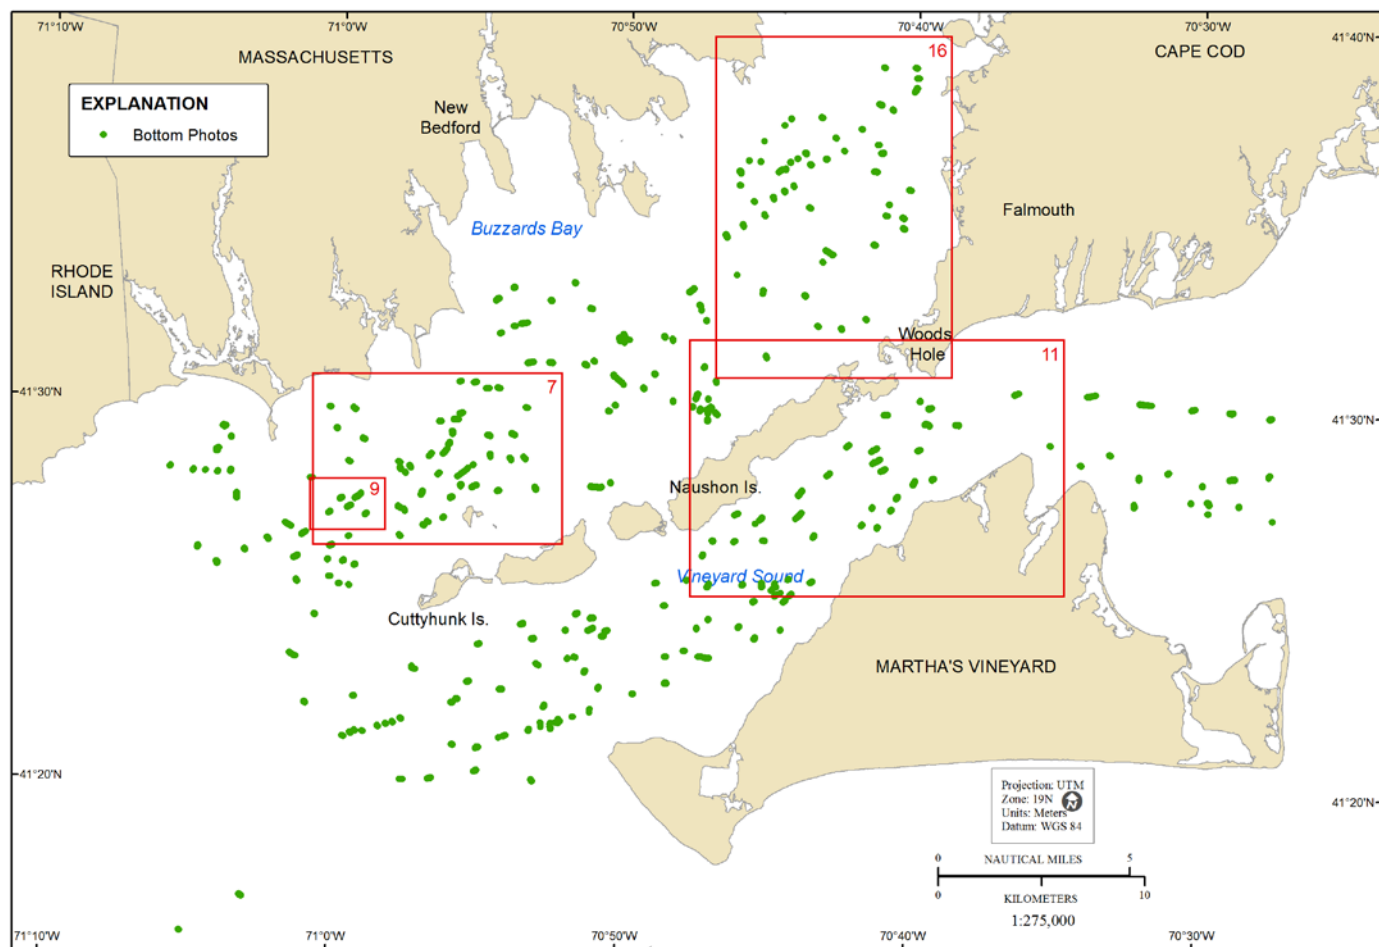 71°10'W
71°0'W
70°50'W
70°40'W
70°30'W
41°40'N
MASSACHUSETTS
16
CAPE COD
EXPLANATION
Bottom Photos
New
Bedford
Falmouth
Buzzards Bay
RHODE
ISLAND
Woods
Hole
11
7
41°30'N
41°30'N
9
Naushon Is.
Vineyard Sound
Cuttyhunk Is.
MARTHA'S VINEYARD
41°20'N
41°20'N
Projection: UTM
Zone: 19N
Units: Meters
Datum: WGS 84
0 NAUTICAL MILES 5
0 10
KILOMETERS
1:275,000
71°10'W
71°0'W
70°50'W
70°40'W
70°30'W